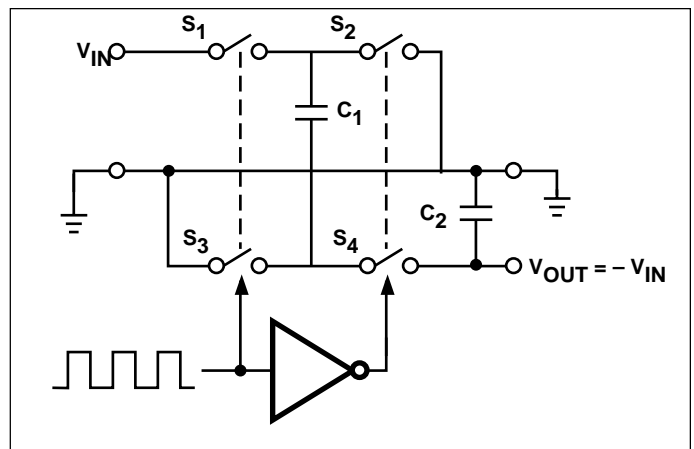 S1
S2
VIN
C1
C2
S3
S4
VOUT = – VIN